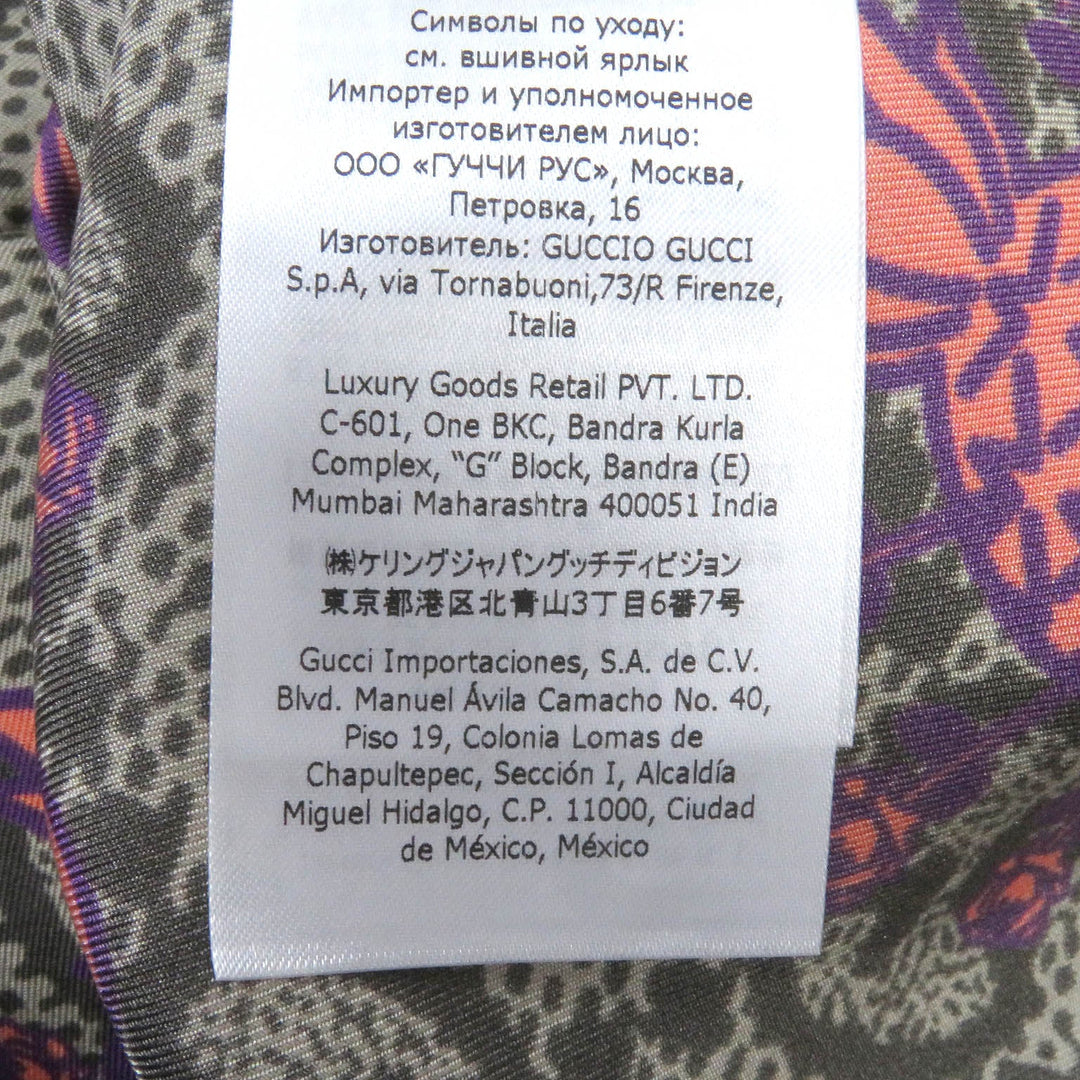 Символы по уходу:
см. вшивной ярлык
Импортер и уполномоченное
изготовителем лицо:
ООО «ГУЧЧИ РУС», Москва,
Петровка, 16
Изготовитель: GUCCIO GUCCI
S.p.A, via Tornabuoni,73/R Firenze,
Italia
Luxury Goods Retail PVT. LTD.
C-601, One BKC, Bandra Kurla
Complex, “G” Block, Bandra (E)
Mumbai Maharashtra 400051 India
㈱ケリングジャパングッチディビジョン
東京都港区北青山3丁目6番7号
Gucci Importaciones, S.A. de C.V.
Blvd. Manuel Ávila Camacho No. 40,
Piso 19, Colonia Lomas de
Chapultepec, Sección I, Alcaldía
Miguel Hidalgo, C.P. 11000, Ciudad
de México, México